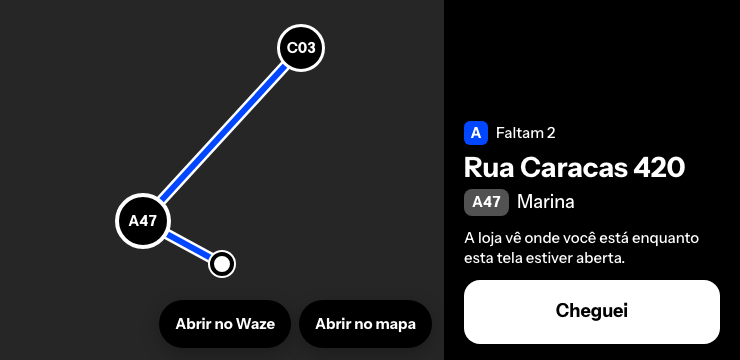 C03
A47
Abrir no Waze
Abrir no mapa
A Faltam 2
Rua Caracas 420
A47 Marina
A loja vê onde você está enquanto
esta tela estiver aberta.
Cheguei